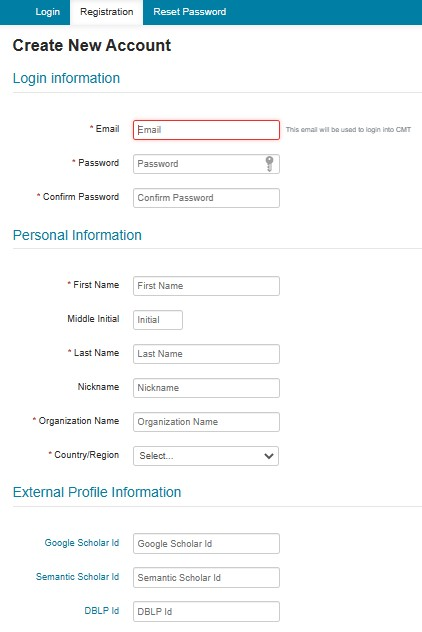 Login Registration Reset Password
Create New Account
Login information
* Email Email This email will be used to login into CMT
* Password Password
* Confirm Password Confirm Password
Personal Information
* First Name First Name
Middle Initial Initial
* Last Name Last Name
Nickname Nickname
* Organization Name Organization Name
* Country/Region Select...
External Profile Information
Google Scholar Id Google Scholar Id
Semantic Scholar Id Semantic Scholar Id
DBLP Id DBLP Id